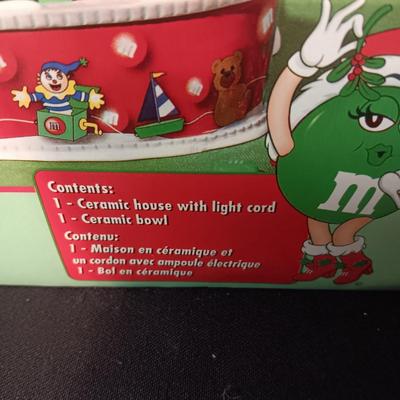 m
m
Contents:
1 - Ceramic house with light cord
1 - Ceramic bowl
Contenu:
1 - Maison en céramique et
un cordon avec ampoule électrique
1 - Bol en céramique